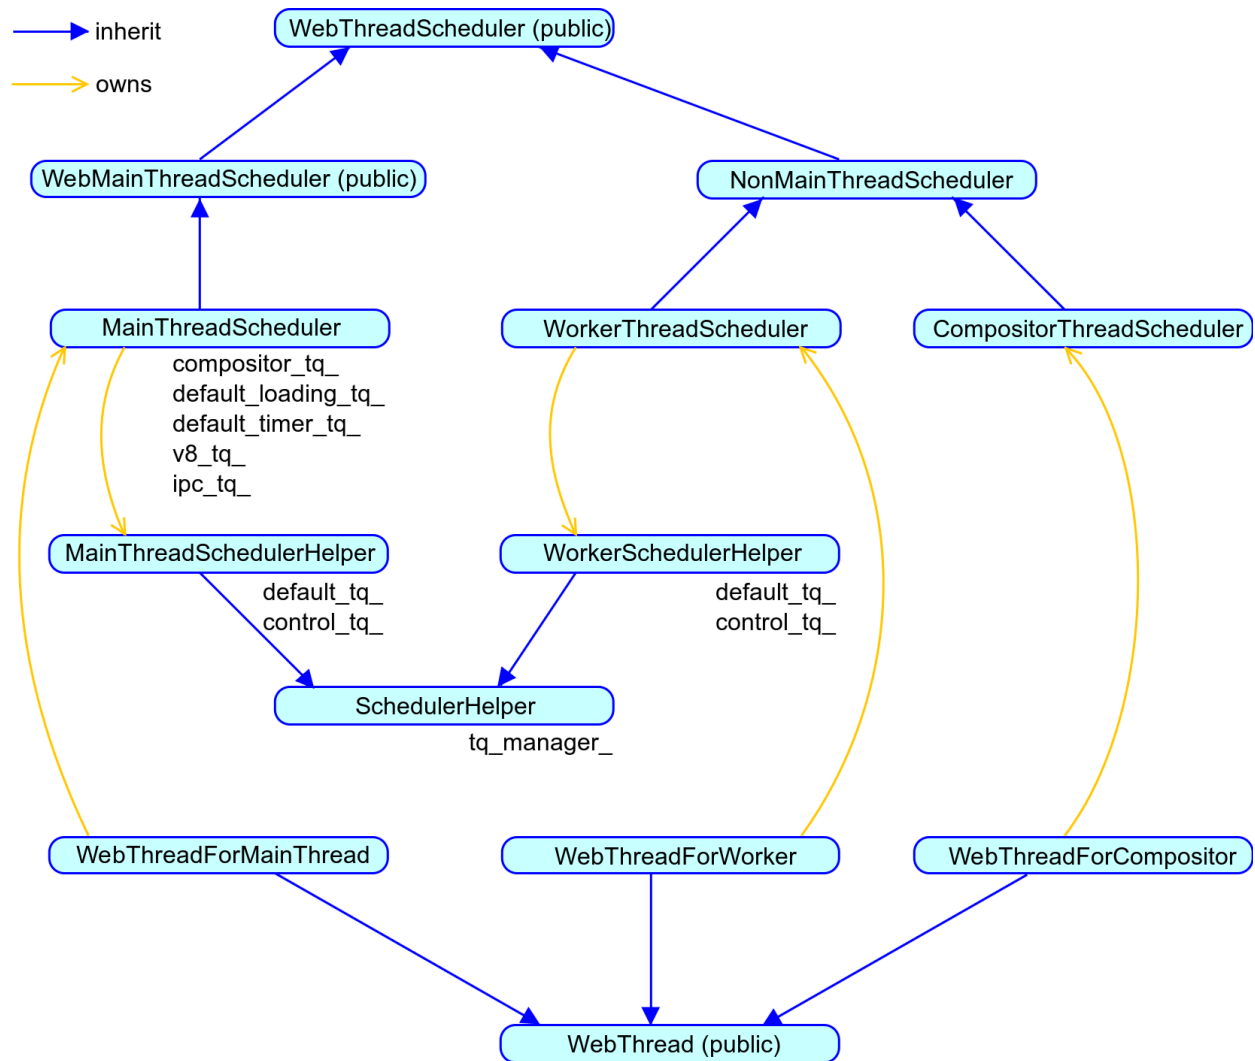 inherit
WebThreadScheduler (public)
owns
WebMainThreadScheduler (public)
NonMainThreadScheduler
MainThreadScheduler
WorkerThreadScheduler
CompositorThreadScheduler
compositor_tq_
default_loading_tq_
default_timer_tq_
v8_tq_
ipc_tq_
MainThreadSchedulerHelper
WorkerSchedulerHelper
default_tq_
control_tq_
default_tq_
control_tq_
SchedulerHelper
tq_manager_
WebThreadForMainThread
WebThreadForWorker
WebThreadForCompositor
WebThread (public)